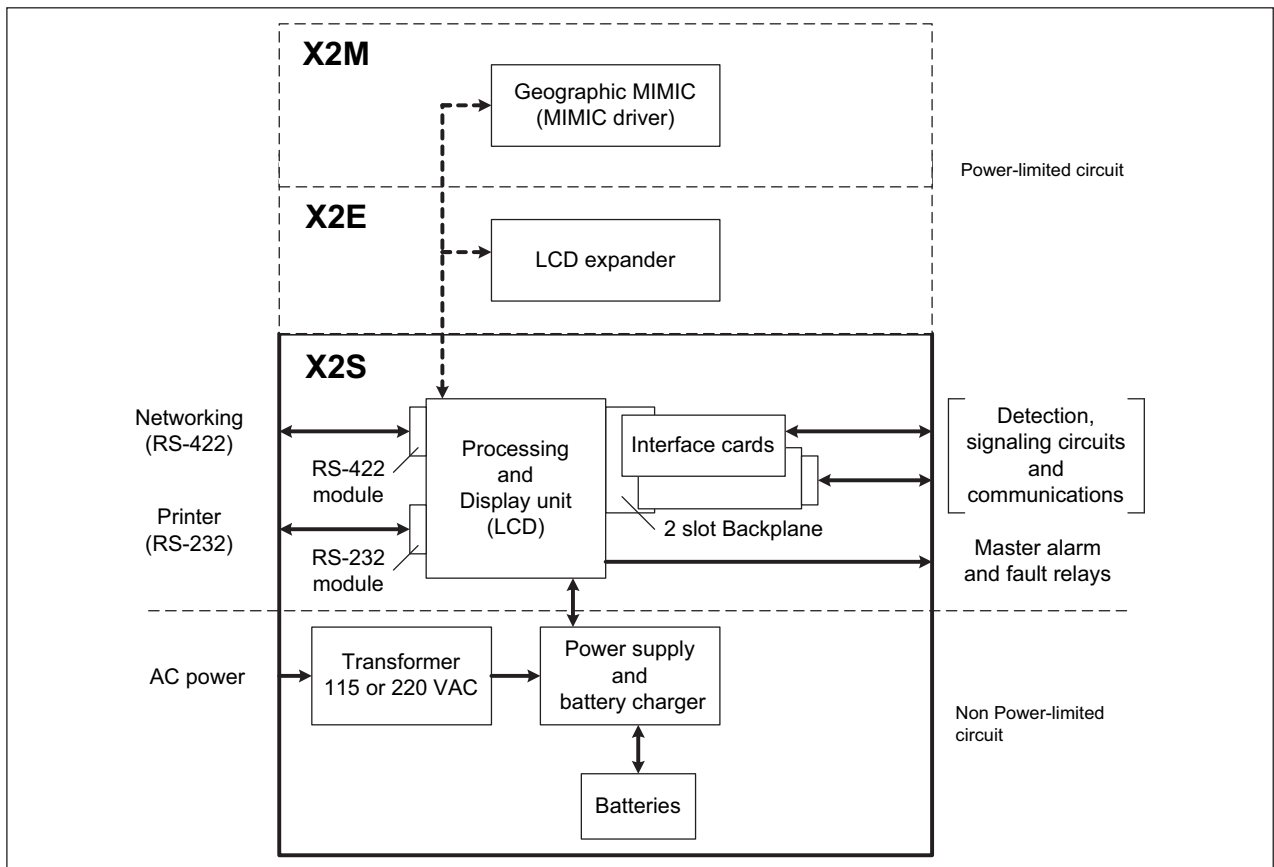 X2M
Geographic MIMIC
(MIMIC driver)
Power-limited circuit
X2E
LCD expander
X2S
Networking
(RS-422)
RS-422
module
Printer
(RS-232)
RS-232
module
Processing
and
Display unit
(LCD)
Interface cards
2 slot Backplane
Detection,
signaling circuits
and
communications
Master alarm
and fault relays
AC power
Transformer
115 or 220 VAC
Power supply
and
battery charger
Non Power-limited
circuit
Batteries